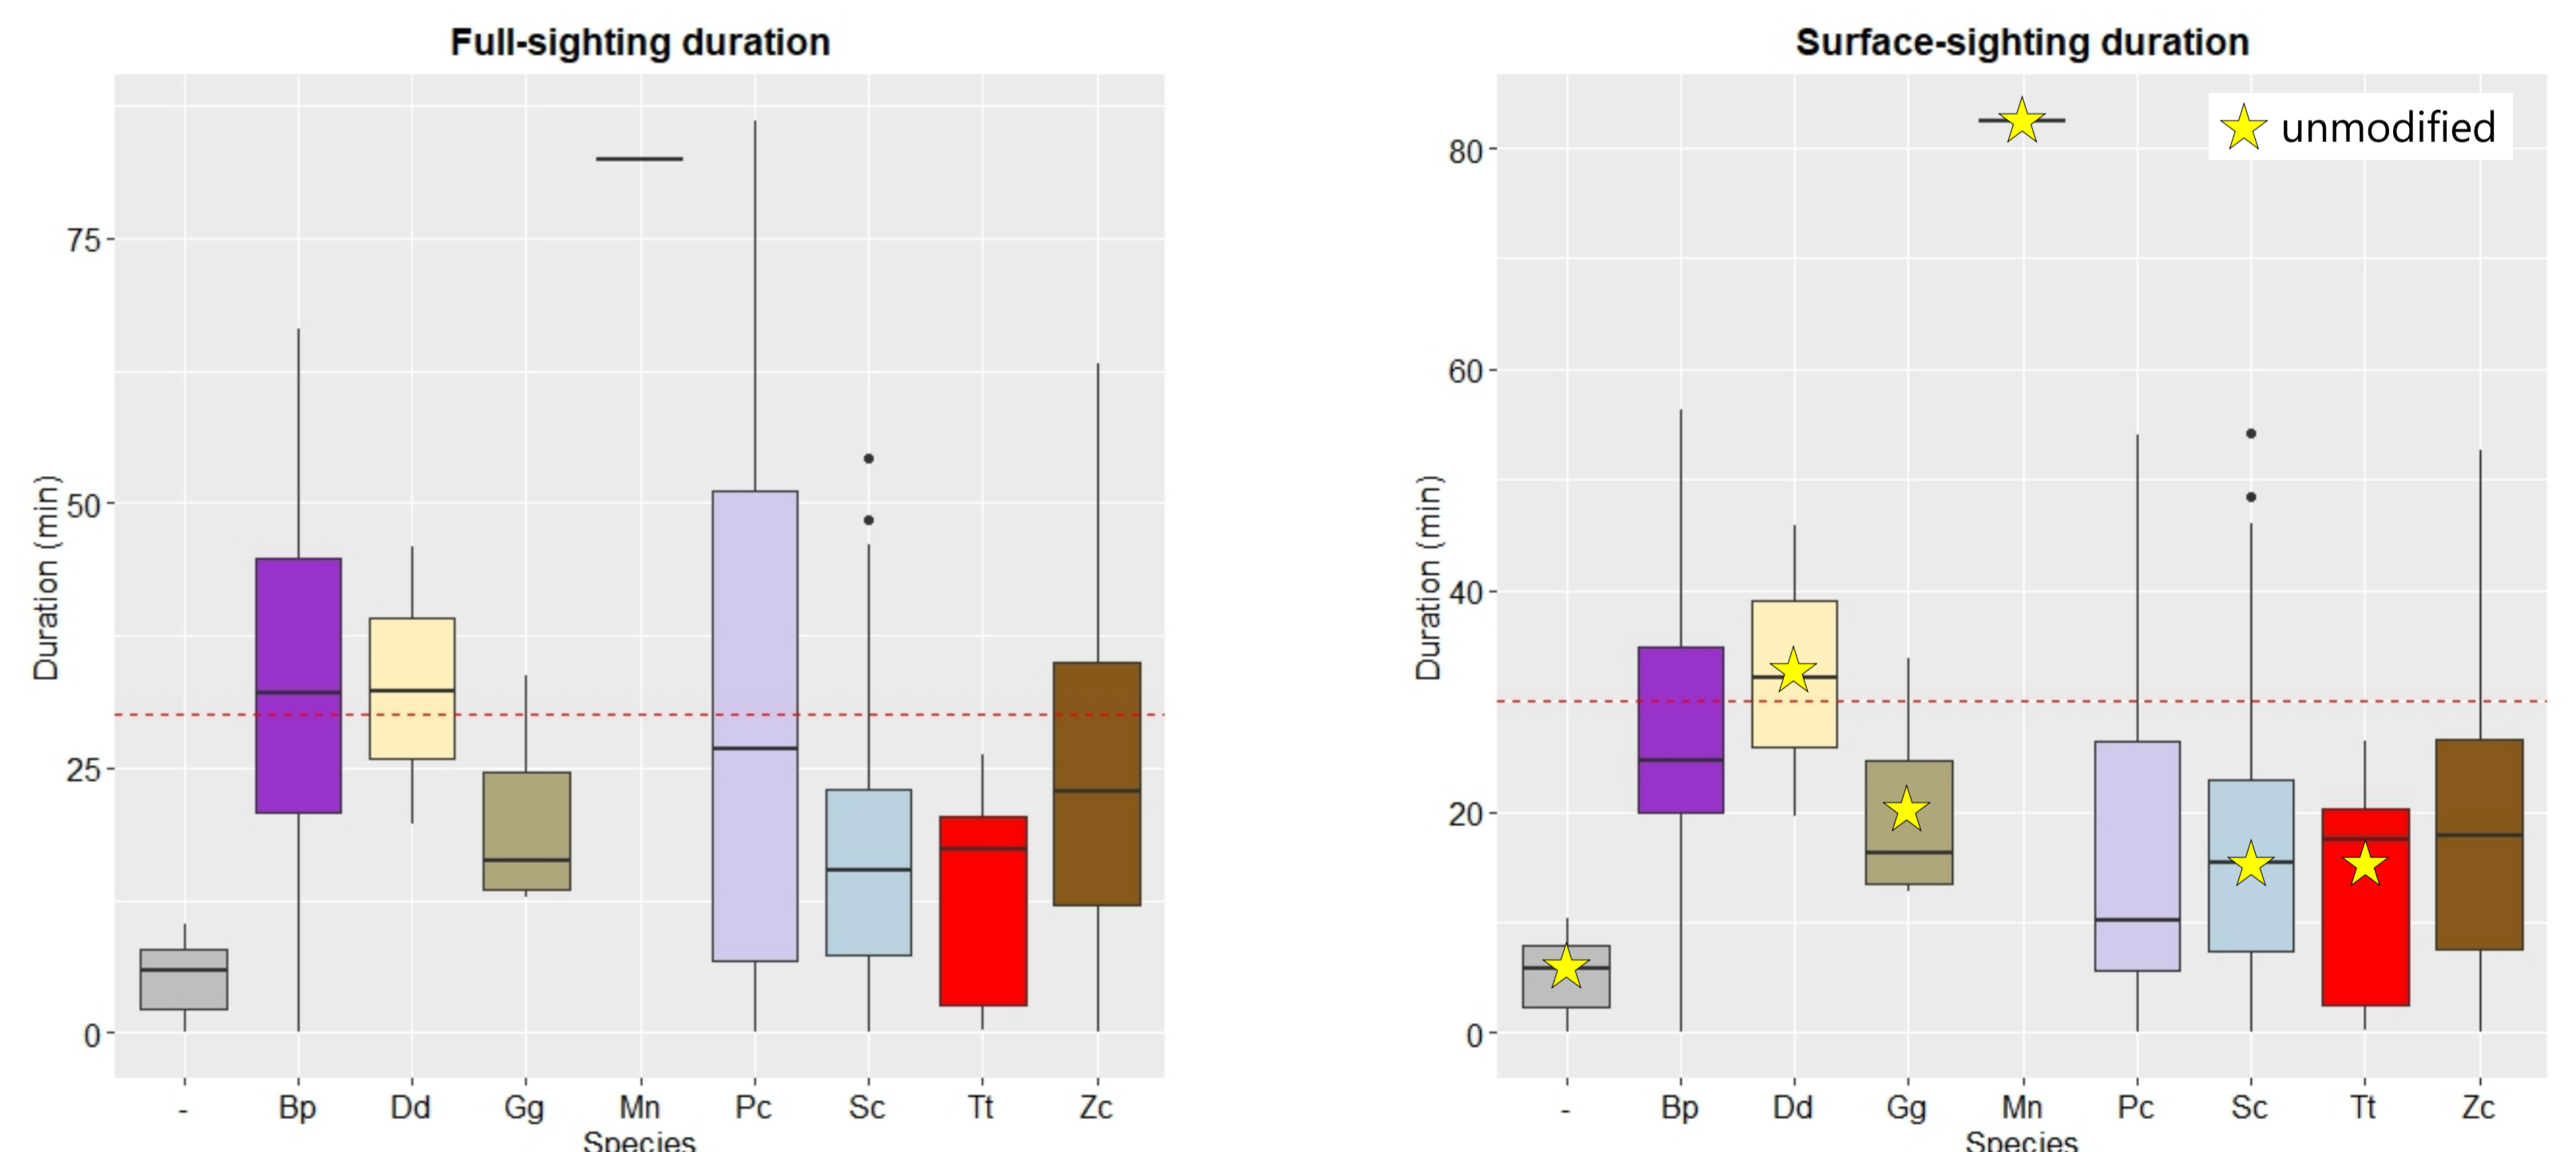 Full-sighting duration
Duration (min)
75
50
25
0
- Bp Dd Gg Mn Pc Sc Tt Zc
Species
Surface-sighting duration
unmodified
Duration (min)
80
60
40
20
0
- Bp Dd Gg Mn Pc Sc Tt Zc
Species